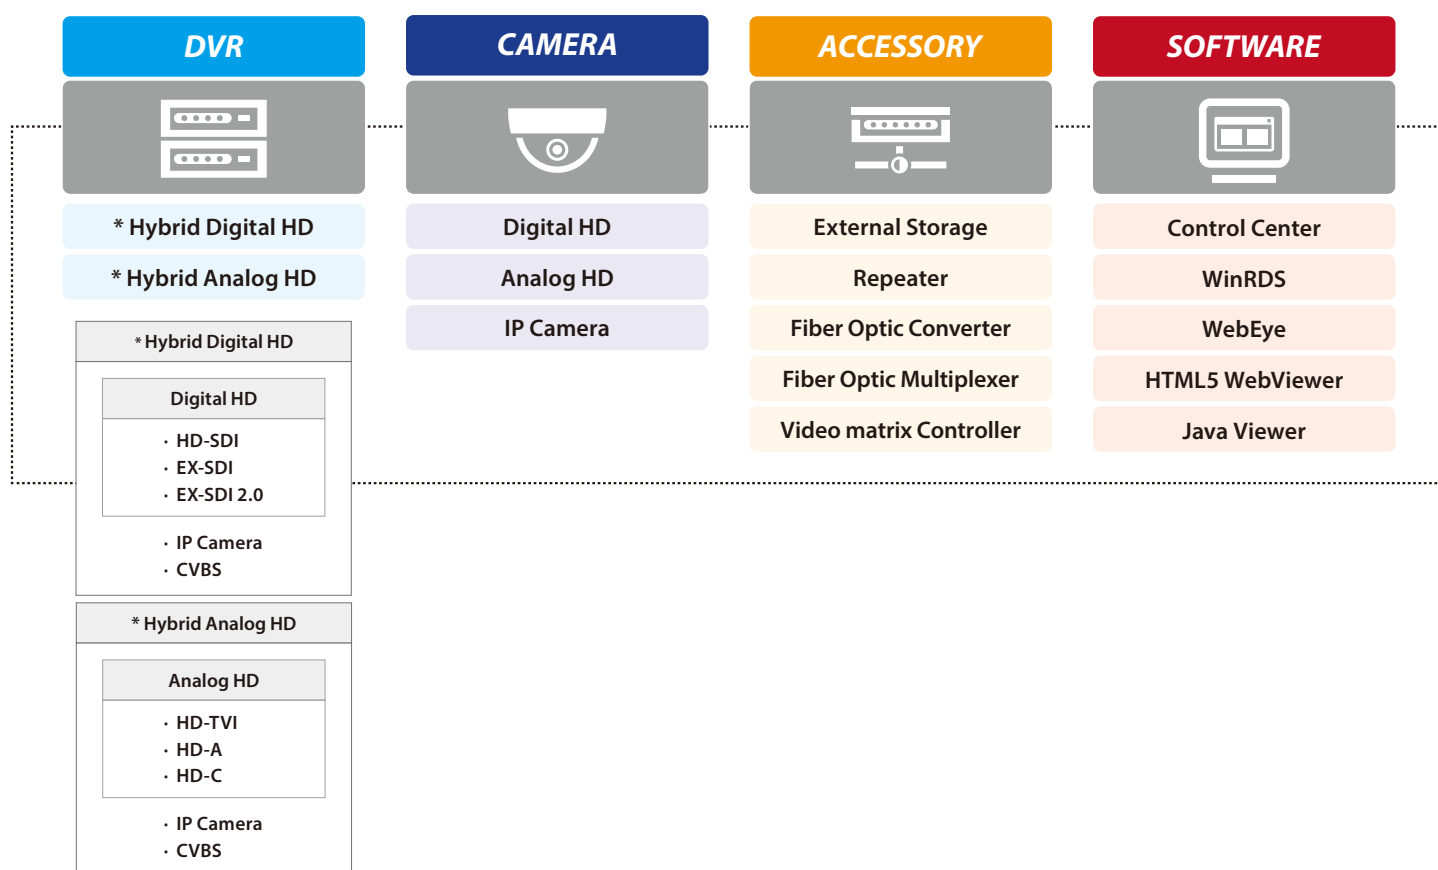 DVR
* Hybrid Digital HD
* Hybrid Analog HD
* Hybrid Digital HD
Digital HD
· HD-SDI
· EX-SDI
· EX-SDI 2.0
· IP Camera
· CVBS
* Hybrid Analog HD
Analog HD
· HD-TVI
· HD-A
· HD-C
· IP Camera
· CVBS
CAMERA
Digital HD
Analog HD
IP Camera
ACCESSORY
External Storage
Repeater
Fiber Optic Converter
Fiber Optic Multiplexer
Video matrix Controller
SOFTWARE
Control Center
WinRDS
WebEye
HTML5 WebViewer
Java Viewer